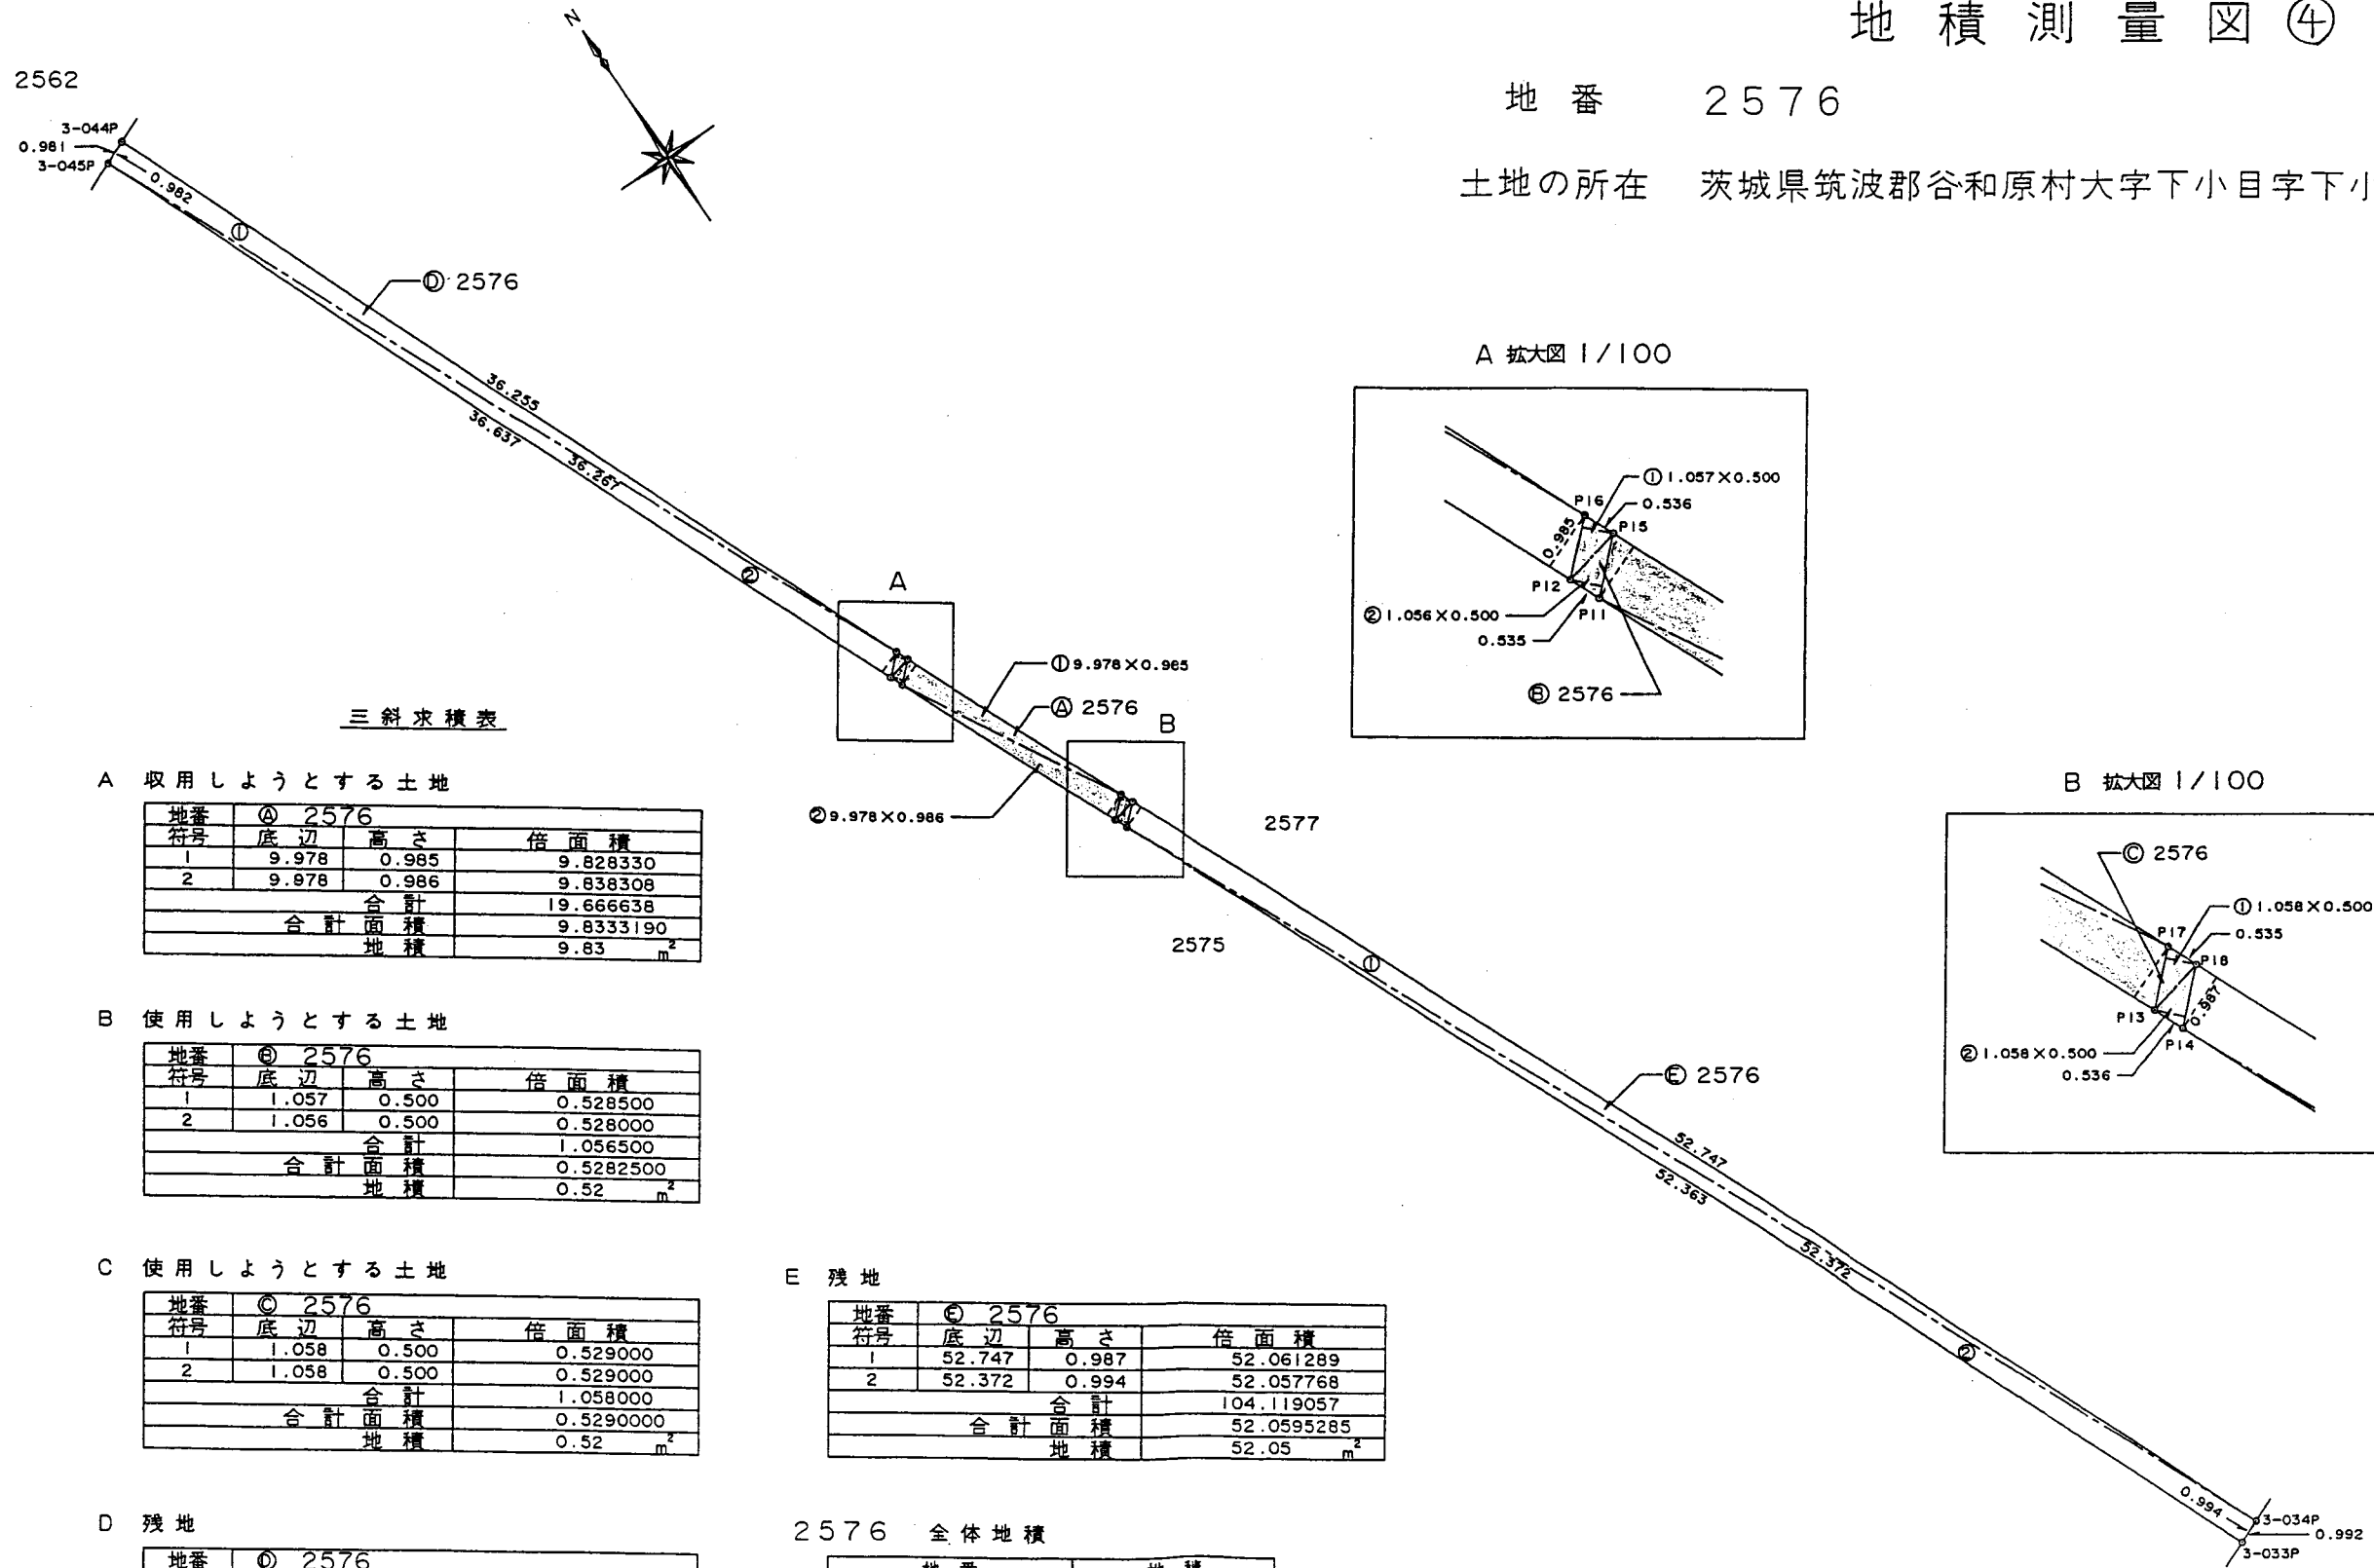 地積測量図④
地番 2576
土地の所在 茨城県筑波郡谷和原村大字下小目字下小
N
2562
3-044P
0.981
3-045P
0.982
①
Ⓓ 2576
36.255
36.637
36.267
②
A
①9.978×0.985
Ⓐ 2576
B
②9.978×0.986
2577
2575
①
Ⓔ 2576
52.747
52.363
52.372
②
0.994
3-034P
0.992
3-033P
A 拡大図 1/100
①1.057×0.500
P16
0.536
P15
0.985
P12
②1.056×0.500
P11
0.535
Ⓑ 2576
B 拡大図 1/100
Ⓒ 2576
①1.058×0.500
P17
0.535
P18
0.987
P13
P14
②1.058×0.500
0.536
三斜求積表
A 収用しようとする土地
地番 Ⓐ 2576
符号 底辺 高さ 倍面積
1 9.978 0.985 9.828330
2 9.978 0.986 9.838308
合計 19.666638
合計面積 9.8333190
地積 9.83 m²
B 使用しようとする土地
地番 Ⓑ 2576
符号 底辺 高さ 倍面積
1 1.057 0.500 0.528500
2 1.056 0.500 0.528000
合計 1.056500
合計面積 0.5282500
地積 0.52 m²
C 使用しようとする土地
地番 Ⓒ 2576
符号 底辺 高さ 倍面積
1 1.058 0.500 0.529000
2 1.058 0.500 0.529000
合計 1.058000
合計面積 0.5290000
地積 0.52 m²
D 残地
地番 Ⓓ 2576
E 残地
地番 Ⓔ 2576
符号 底辺 高さ 倍面積
1 52.747 0.987 52.061289
2 52.372 0.994 52.057768
合計 104.119057
合計面積 52.0595285
地積 52.05 m²
2576 全体地積
地番 地積